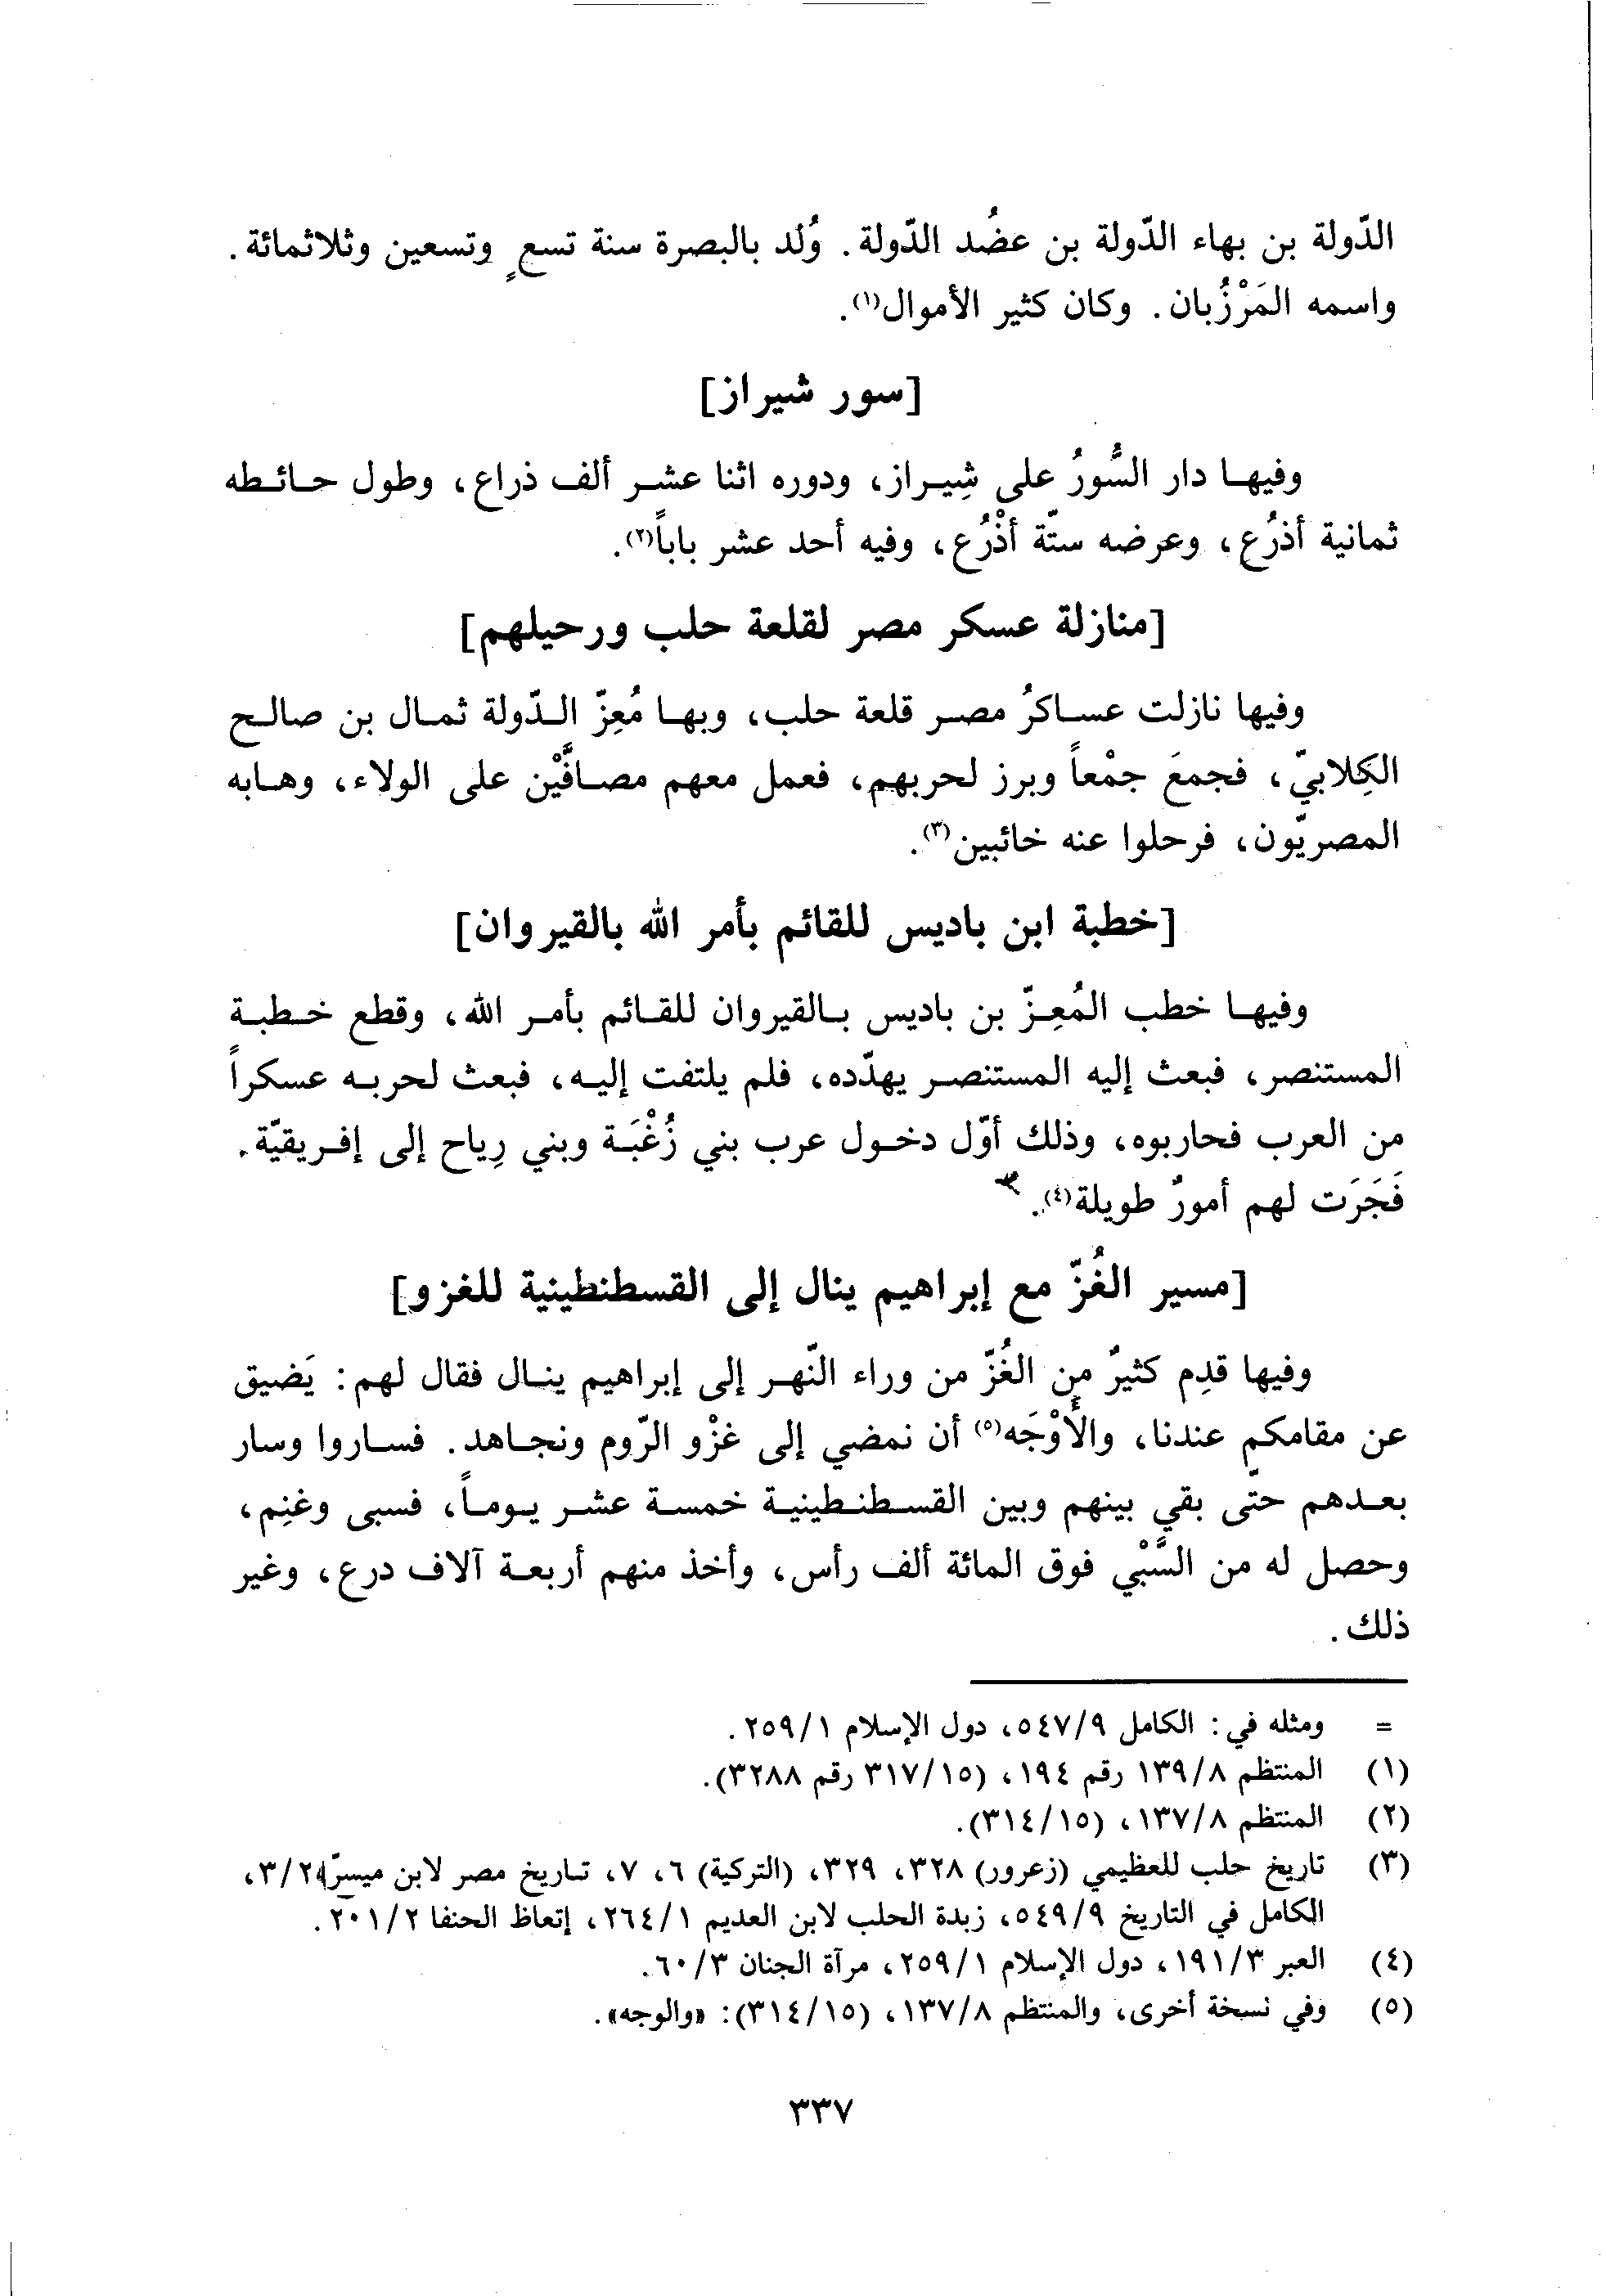 الدّولة بن بهاء الدّولة بن عضُد الدّولة. وُلد بالبصرة سنة تسعٍ وتسعين وثلاثمائة.
واسمه المَرْزُبان. وكان كثير الأموال(١).
[سور شيراز]
وفيها دار السُّورُ على شِيراز، ودوره اثنا عشر ألف ذراع، وطول حائطه
ثمانية أذرُع، وعرضه ستّة أذْرُع، وفيه أحد عشر باباً(٢).
[منازلة عسكر مصر لقلعة حلب ورحيلهم]
وفيها نازلت عساكرُ مصر قلعة حلب، وبها مُعِزّ الدّولة ثمال بن صالح
الكِلابيّ، فجمعَ جمْعاً وبرز لحربهم، فعمل معهم مصافَّيْن على الولاء، وهابه
المصريّون، فرحلوا عنه خائبين(٣).
[خطبة ابن باديس للقائم بأمر الله بالقيروان]
وفيها خطب المُعِزّ بن باديس بالقيروان للقائم بأمر الله، وقطع خطبة
المستنصر، فبعث إليه المستنصر يهدّده، فلم يلتفت إليه، فبعث لحربه عسكراً
من العرب فحاربوه، وذلك أوّل دخول عرب بني زُغْبَة وبني رِياح إلى إفريقيّة.
فَجَرَت لهم أمورٌ طويلة(٤).
[مسير الغُزّ مع إبراهيم ينال إلى القسطنطينية للغزو]
وفيها قدِم كثيرٌ من الغُزّ من وراء النّهر إلى إبراهيم ينال فقال لهم: يَضيق
عن مقامكم عندنا، والأَوْجَه(٥) أن نمضي إلى غزْو الرّوم ونجاهد. فساروا وسار
بعدهم حتّى بقي بينهم وبين القسطنطينية خمسة عشر يوماً، فسبى وغنِم،
وحصل له من السَّبْي فوق المائة ألف رأس، وأخذ منهم أربعة آلاف درع، وغير
ذلك.
= ومثله في: الكامل ٥٤٧/٩، دول الإسلام ٢٥٩/١.
(١) المنتظم ١٣٩/٨ رقم ١٩٤، (٣١٧/١٥ رقم ٣٢٨٨).
(٢) المنتظم ١٣٧/٨، (٣١٤/١٥).
(٣) تاريخ حلب للعظيمي (زعرور) ٣٢٨، ٣٢٩، (التركية) ٦، ٧، تاريخ مصر لابن ميسّر ٣/٢،
الكامل في التاريخ ٥٤٩/٩، زبدة الحلب لابن العديم ٢٦٤/١، إتعاظ الحنفا ٢٠١/٢.
(٤) العبر ١٩١/٣، دول الإسلام ٢٥٩/١، مرآة الجنان ٦٠/٣.
(٥) وفي نسخة أخرى، والمنتظم ١٣٧/٨، (٣١٤/١٥): «والوجه».
٣٣٧